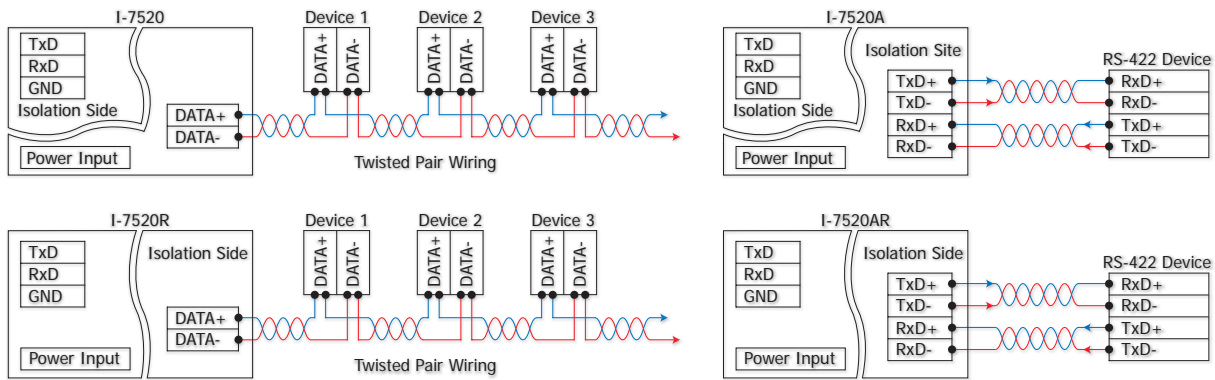 I-7520
TxD
RxD
GND
Isolation Side
Power Input
DATA+
DATA-
Device 1
DATA+
DATA-
Device 2
DATA+
DATA-
Device 3
DATA+
DATA-
Twisted Pair Wiring
I-7520A
TxD
RxD
GND
Isolation Side
Power Input
Isolation Site
TxD+
TxD-
RxD+
RxD-
RS-422 Device
RxD+
RxD-
TxD+
TxD-
I-7520R
TxD
RxD
GND
Power Input
Isolation Side
DATA+
DATA-
Device 1
DATA+
DATA-
Device 2
DATA+
DATA-
Device 3
DATA+
DATA-
Twisted Pair Wiring
I-7520AR
TxD
RxD
GND
Power Input
Isolation Side
TxD+
TxD-
RxD+
RxD-
RS-422 Device
RxD+
RxD-
TxD+
TxD-